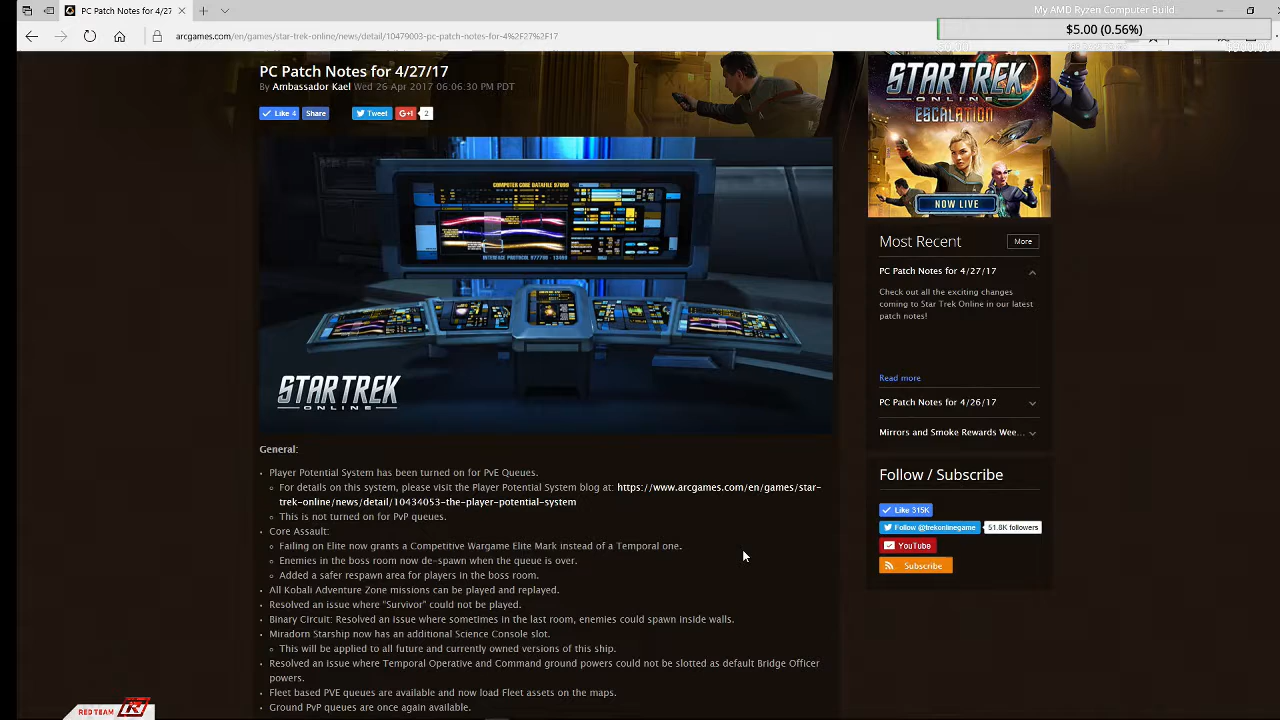 PC Patch Notes for 4/27
My AMD Ryzen Computer Build
$5.00 (0.56%)
arcgames.com/en/games/star-trek-online/news/detail/10479003-pc-patch-notes-for-4%2F27%2F17
PC Patch Notes for 4/27/17
By Ambassador Kael Wed 26 Apr 2017 06:06:30 PM PDT
Like 4 Share Tweet G+1 2
COMPUTER CORE DATAFILE 97890
STAR TREK
ONLINE
General:
• Player Potential System has been turned on for PvE Queues.
◦ For details on this system, please visit the Player Potential System blog at: https://www.arcgames.com/en/games/star-
trek-online/news/detail/10434053-the-player-potential-system
◦ This is not turned on for PvP queues.
• Core Assault:
◦ Failing on Elite now grants a Competitive Wargame Elite Mark instead of a Temporal one.
◦ Enemies in the boss room now de-spawn when the queue is over.
◦ Added a safer respawn area for players in the boss room.
• All Kobali Adventure Zone missions can be played and replayed.
• Resolved an issue where "Survivor" could not be played.
• Binary Circuit: Resolved an issue where sometimes in the last room, enemies could spawn inside walls.
• Miradorn Starship now has an additional Science Console slot.
◦ This will be applied to all future and currently owned versions of this ship.
• Resolved an issue where Temporal Operative and Command ground powers could not be slotted as default Bridge Officer
powers.
• Fleet based PVE queues are available and now load Fleet assets on the maps.
• Ground PvP queues are once again available.
STAR TREK
ONLINE
ESCALATION
NOW LIVE
Most Recent More
PC Patch Notes for 4/27/17
Check out all the exciting changes
coming to Star Trek Online in our latest
patch notes!
Read more
PC Patch Notes for 4/26/17
Mirrors and Smoke Rewards Wee...
Follow / Subscribe
Like 315K
Follow @trekonlinegame 51.8K followers
YouTube
Subscribe
RED TEAM